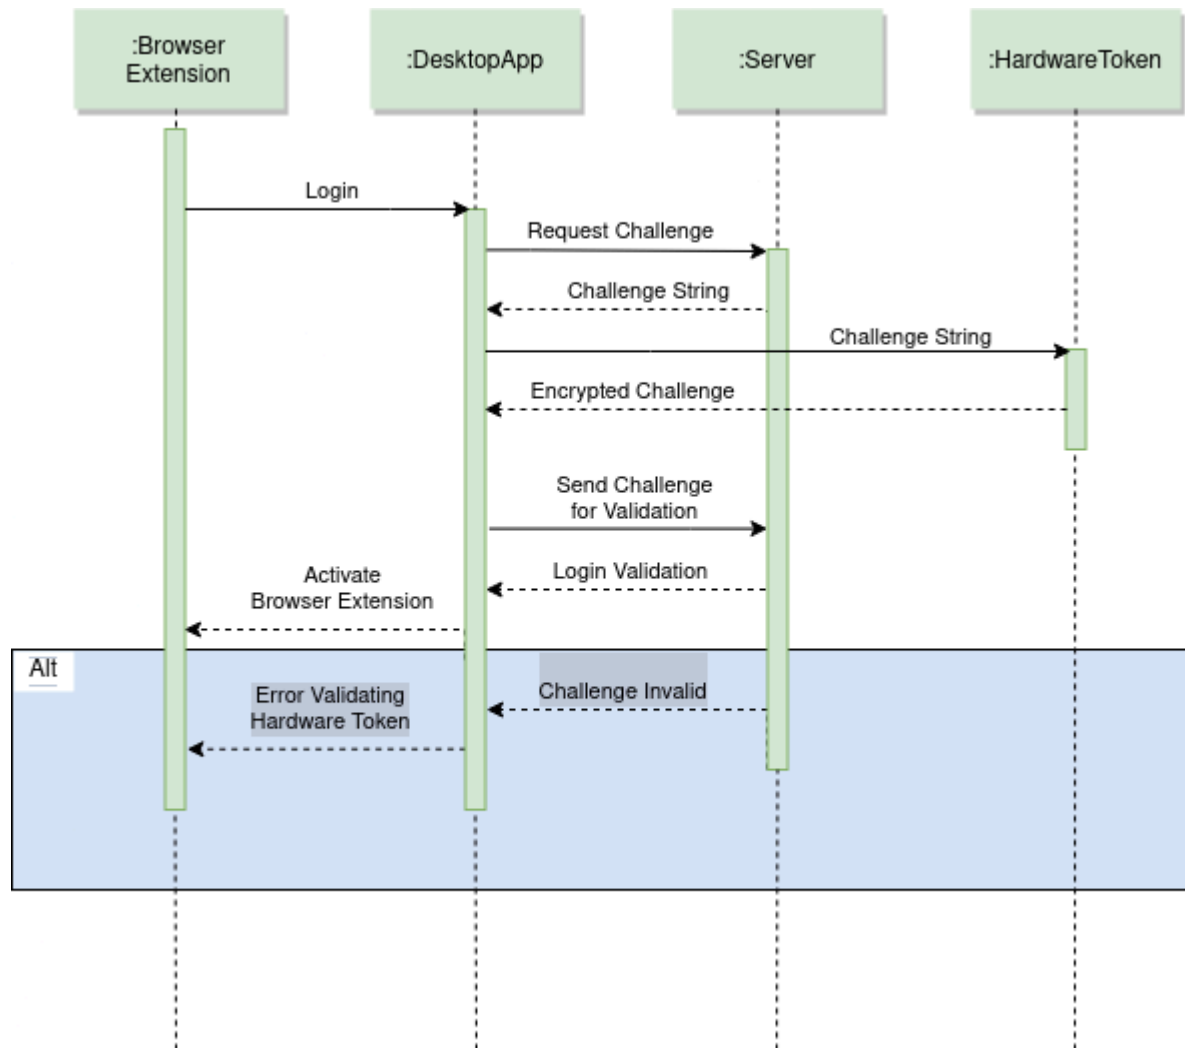 :Browser
Extension
:DesktopApp
:Server
:HardwareToken
Login
Request Challenge
Challenge String
Challenge String
Encrypted Challenge
Send Challenge
for Validation
Login Validation
Activate
Browser Extension
Alt
Challenge Invalid
Error Validating
Hardware Token